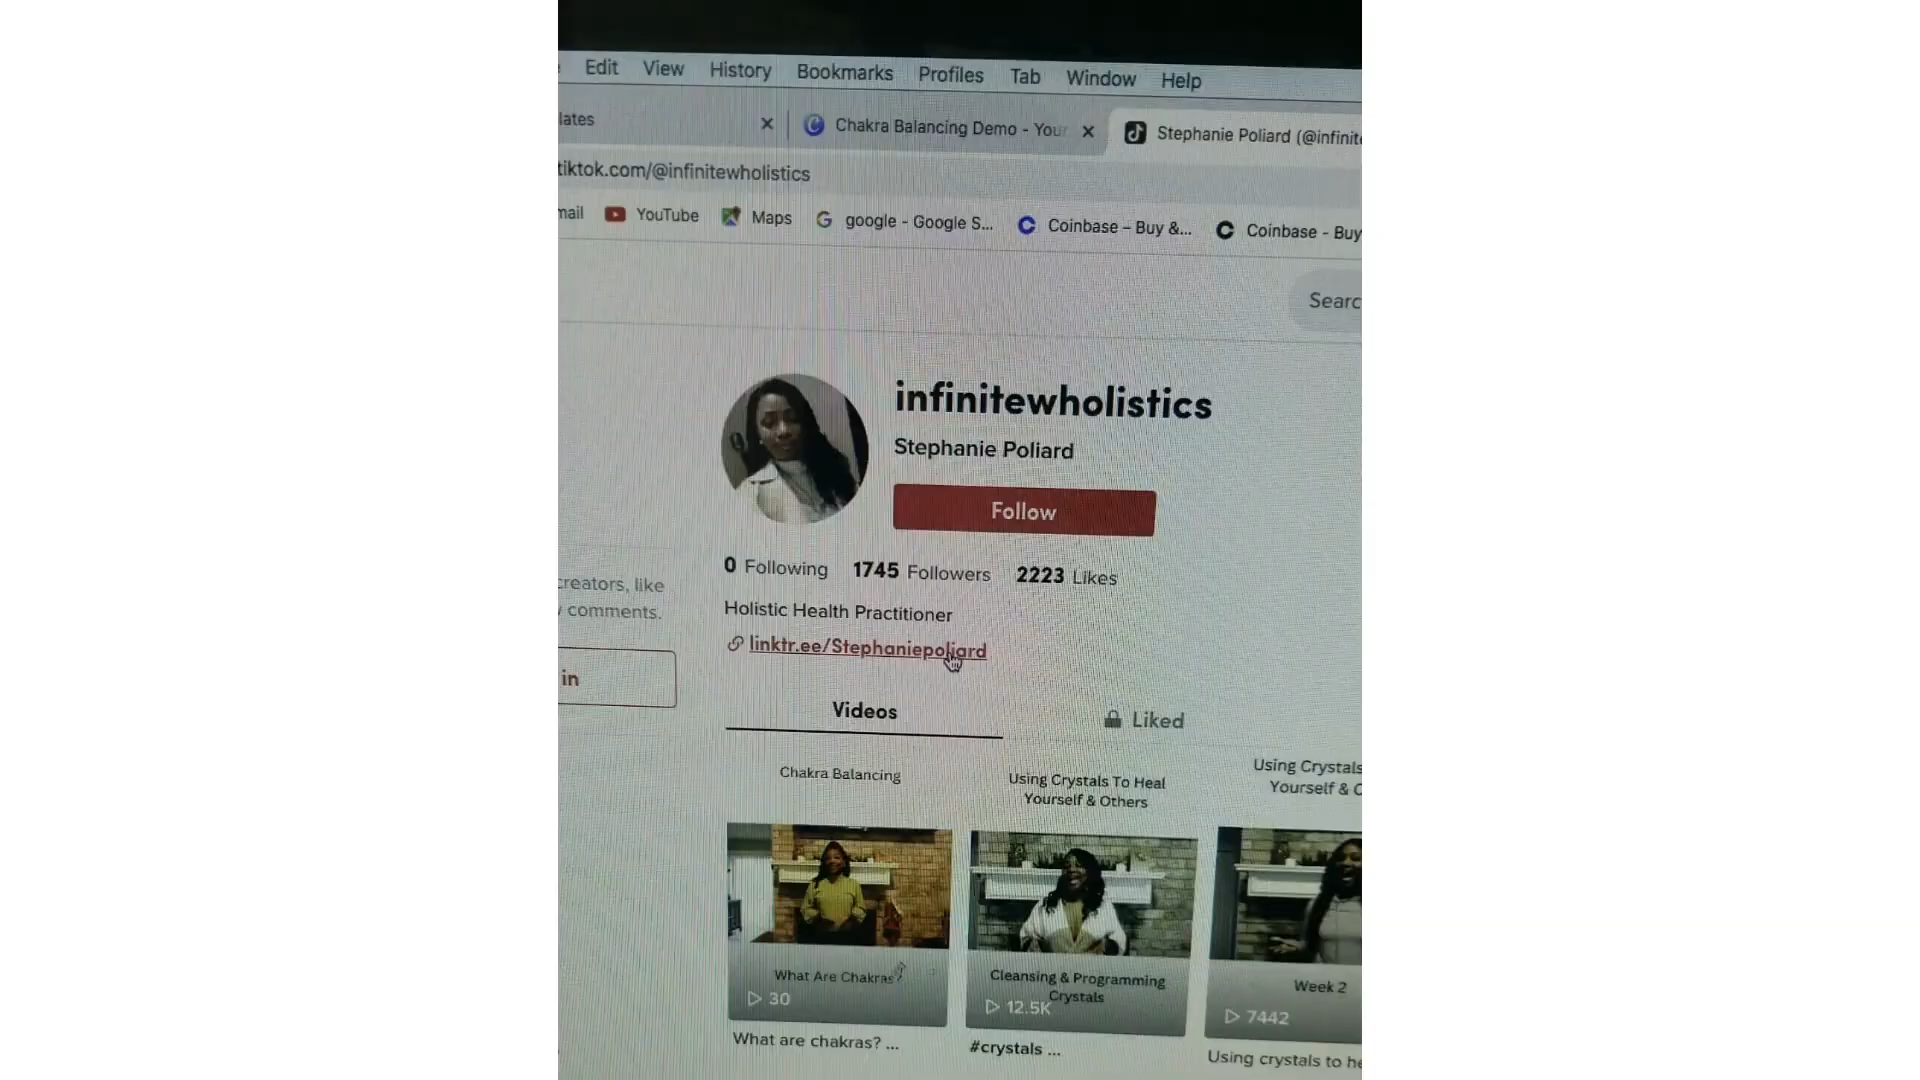 Edit View History Bookmarks Profiles Tab Window Help
lates
Chakra Balancing Demo - Your
Stephanie Poliard (@infinite
tiktok.com/@infinitewholistics
mail YouTube Maps google - Google S... Coinbase – Buy &... Coinbase - Buy
Searc
infinitewholistics
Stephanie Poliard
Follow
0 Following 1745 Followers 2223 Likes
Holistic Health Practitioner
linktr.ee/Stephaniepoliard
creators, like
comments.
in
Videos
Liked
Chakra Balancing
Using Crystals To Heal
Yourself & Others
Using Crystals
Yourself & O
What Are Chakras?
30
Cleansing & Programming
Crystals
12.5K
Week 2
7442
What are chakras? ...
#crystals ...
Using crystals to he